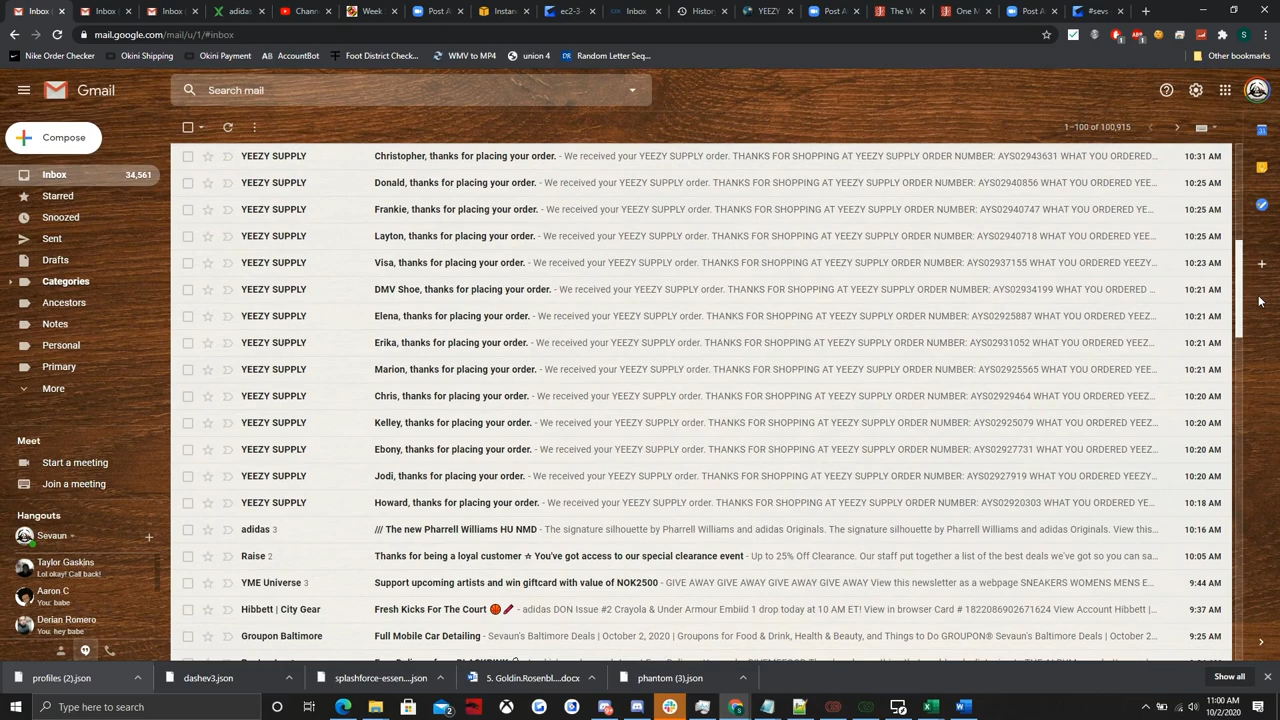 Inbox
Inbox
Inbox
adidas
Chann
Week
Post A
Instan
ec2-3
Inbox
Histor
YEEZY
Post A
The W
One M
Post A
#sevs
mail.google.com/mail/u/1/#inbox
Nike Order Checker
Okini Shipping
Okini Payment
AccountBot
Foot District Check...
WMV to MP4
union 4
Random Letter Seq...
Other bookmarks
Gmail
Search mail
Compose
1–100 of 100,915
Inbox 34,561
Starred
Snoozed
Sent
Drafts
Categories
Ancestors
Notes
Personal
Primary
More
Meet
Start a meeting
Join a meeting
Hangouts
Sevaun
Taylor Gaskins
Lol okay! Call back!
Aaron C
You: babe
Derian Romero
You: hey babe
YEEZY SUPPLY Christopher, thanks for placing your order. - We received your YEEZY SUPPLY order. THANKS FOR SHOPPING AT YEEZY SUPPLY ORDER NUMBER: AYS02943631 WHAT YOU ORDERED... 10:31 AM
YEEZY SUPPLY Donald, thanks for placing your order. - We received your YEEZY SUPPLY order. THANKS FOR SHOPPING AT YEEZY SUPPLY ORDER NUMBER: AYS02940856 WHAT YOU ORDERED YEE... 10:25 AM
YEEZY SUPPLY Frankie, thanks for placing your order. - We received your YEEZY SUPPLY order. THANKS FOR SHOPPING AT YEEZY SUPPLY ORDER NUMBER: AYS02940747 WHAT YOU ORDERED YE... 10:25 AM
YEEZY SUPPLY Layton, thanks for placing your order. - We received your YEEZY SUPPLY order. THANKS FOR SHOPPING AT YEEZY SUPPLY ORDER NUMBER: AYS02940718 WHAT YOU ORDERED YEE... 10:25 AM
YEEZY SUPPLY Visa, thanks for placing your order. - We received your YEEZY SUPPLY order. THANKS FOR SHOPPING AT YEEZY SUPPLY ORDER NUMBER: AYS02937155 WHAT YOU ORDERED YEEZY... 10:23 AM
YEEZY SUPPLY DMV Shoe, thanks for placing your order. - We received your YEEZY SUPPLY order. THANKS FOR SHOPPING AT YEEZY SUPPLY ORDER NUMBER: AYS02934199 WHAT YOU ORDERED ... 10:21 AM
YEEZY SUPPLY Elena, thanks for placing your order. - We received your YEEZY SUPPLY order. THANKS FOR SHOPPING AT YEEZY SUPPLY ORDER NUMBER: AYS02925887 WHAT YOU ORDERED YEEZ... 10:21 AM
YEEZY SUPPLY Erika, thanks for placing your order. - We received your YEEZY SUPPLY order. THANKS FOR SHOPPING AT YEEZY SUPPLY ORDER NUMBER: AYS02931052 WHAT YOU ORDERED YEEZ... 10:21 AM
YEEZY SUPPLY Marion, thanks for placing your order. - We received your YEEZY SUPPLY order. THANKS FOR SHOPPING AT YEEZY SUPPLY ORDER NUMBER: AYS02925565 WHAT YOU ORDERED YEE... 10:21 AM
YEEZY SUPPLY Chris, thanks for placing your order. - We received your YEEZY SUPPLY order. THANKS FOR SHOPPING AT YEEZY SUPPLY ORDER NUMBER: AYS02929464 WHAT YOU ORDERED YEEZ... 10:20 AM
YEEZY SUPPLY Kelley, thanks for placing your order. - We received your YEEZY SUPPLY order. THANKS FOR SHOPPING AT YEEZY SUPPLY ORDER NUMBER: AYS02925079 WHAT YOU ORDERED YEEZ... 10:20 AM
YEEZY SUPPLY Ebony, thanks for placing your order. - We received your YEEZY SUPPLY order. THANKS FOR SHOPPING AT YEEZY SUPPLY ORDER NUMBER: AYS02927731 WHAT YOU ORDERED YEEZ... 10:20 AM
YEEZY SUPPLY Jodi, thanks for placing your order. - We received your YEEZY SUPPLY order. THANKS FOR SHOPPING AT YEEZY SUPPLY ORDER NUMBER: AYS02927919 WHAT YOU ORDERED YEEZY... 10:20 AM
YEEZY SUPPLY Howard, thanks for placing your order. - We received your YEEZY SUPPLY order. THANKS FOR SHOPPING AT YEEZY SUPPLY ORDER NUMBER: AYS02920303 WHAT YOU ORDERED YE... 10:18 AM
adidas 3 /// The new Pharrell Williams HU NMD - The signature silhouette by Pharrell Williams and adidas Originals. The signature silhouette by Pharrell Williams and adidas Originals. View this... 10:16 AM
Raise 2 Thanks for being a loyal customer ☆ You've got access to our special clearance event - Up to 25% Off Clearance. Our staff put together a list of the best deals we've got so you can sa... 10:05 AM
YME Universe 3 Support upcoming artists and win giftcard with value of NOK2500 - GIVE AWAY GIVE AWAY GIVE AWAY GIVE AWAY View this newsletter as a webpage SNEAKERS WOMENS MENS E... 9:44 AM
Hibbett | City Gear Fresh Kicks For The Court 🏀 - adidas DON Issue #2 Crayola & Under Armour Embiid 1 drop today at 10 AM ET! View in browser Card # 1822086902671624 View Account Hibbett |... 9:37 AM
Groupon Baltimore Full Mobile Car Detailing - Sevaun's Baltimore Deals | October 2, 2020 | Groupons for Food & Drink, Health & Beauty, and Things to Do GROUPON® Sevaun's Baltimore Deals | October 2... 9:25 AM
profiles (2).json
dashev3.json
splashforce-essen....json
5. Goldin.Rosenbl....docx
phantom (3).json
Show all
Type here to search
11:00 AM
10/2/2020